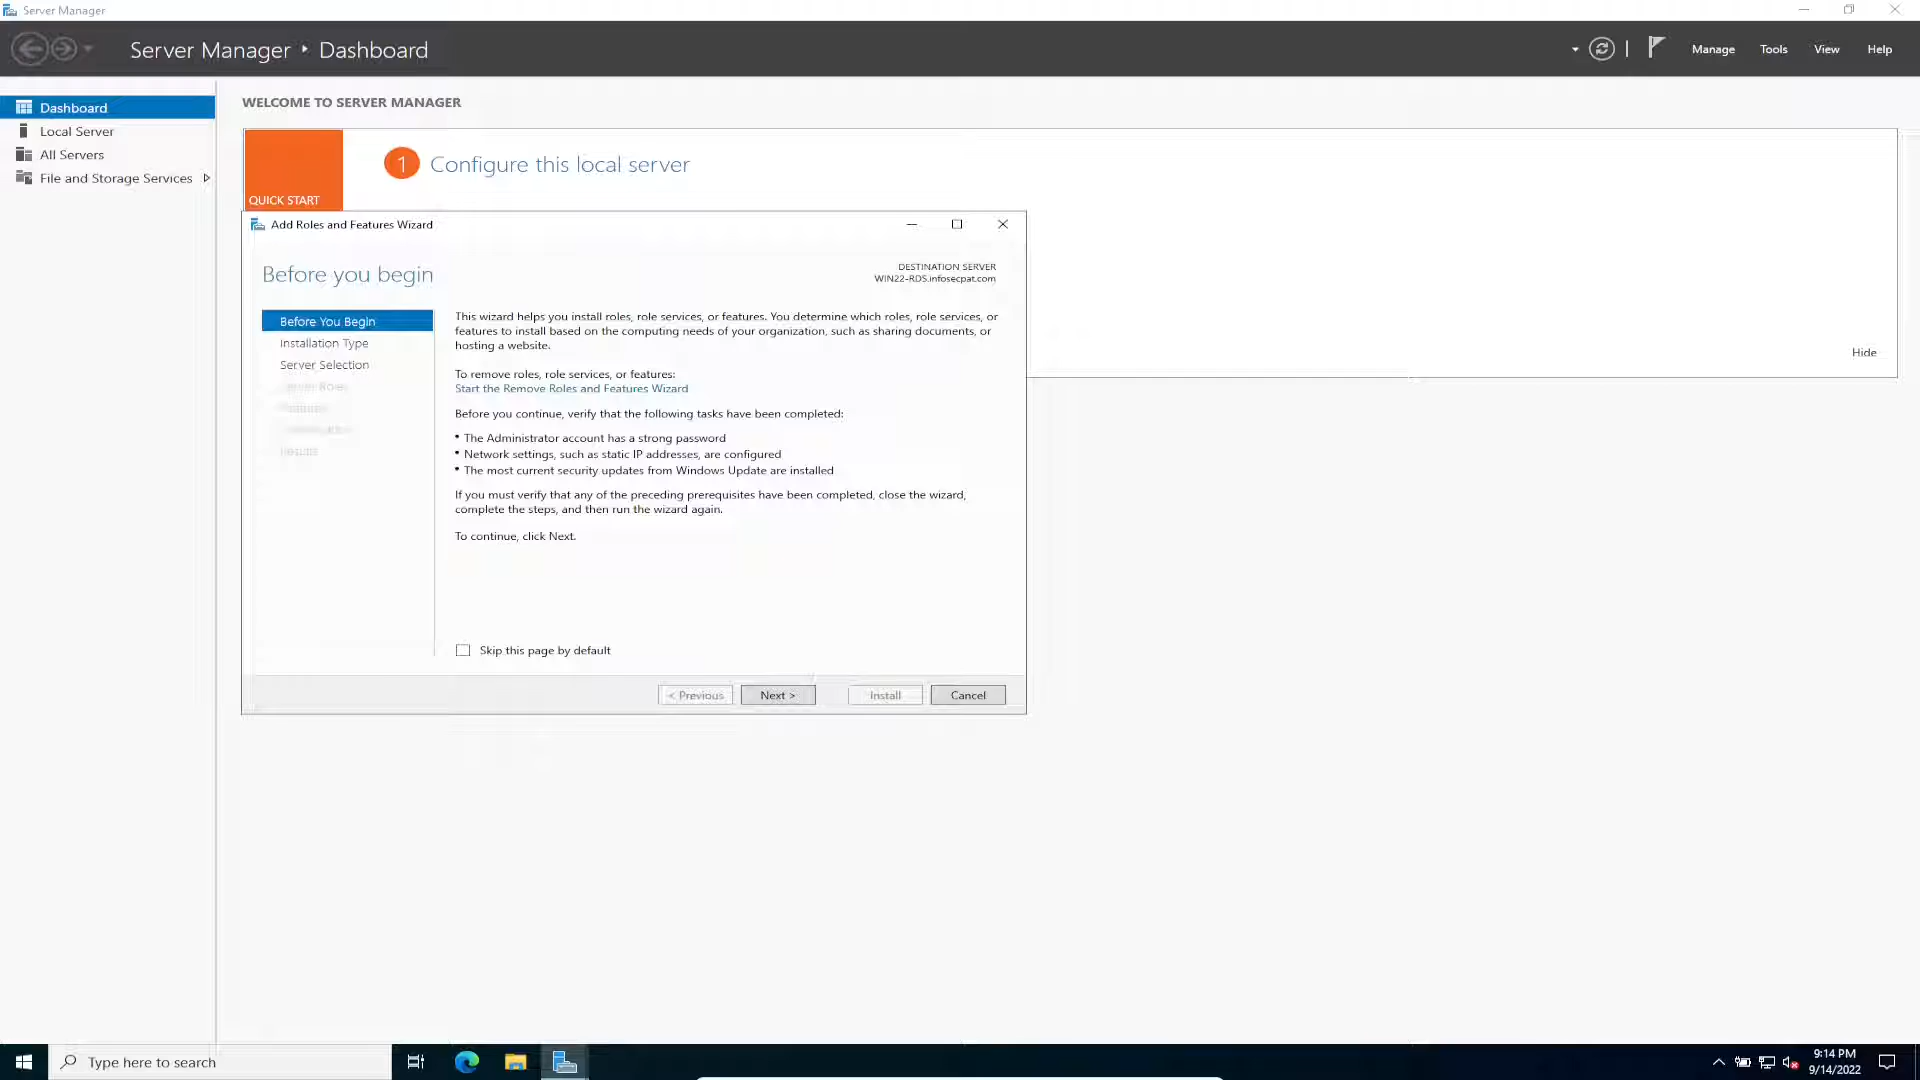 Server Manager
Server Manager ‣ Dashboard
Manage
Tools
View
Help
Dashboard
Local Server
All Servers
File and Storage Services
WELCOME TO SERVER MANAGER
QUICK START
1 Configure this local server
Hide
Add Roles and Features Wizard
Before you begin
DESTINATION SERVER
WIN22-RDS.infosecpat.com
Before You Begin
Installation Type
Server Selection
Server Roles
Features
Confirmation
Results
This wizard helps you install roles, role services, or features. You determine which roles, role services, or
features to install based on the computing needs of your organization, such as sharing documents, or
hosting a website.
To remove roles, role services, or features:
Start the Remove Roles and Features Wizard
Before you continue, verify that the following tasks have been completed:
• The Administrator account has a strong password
• Network settings, such as static IP addresses, are configured
• The most current security updates from Windows Update are installed
If you must verify that any of the preceding prerequisites have been completed, close the wizard,
complete the steps, and then run the wizard again.
To continue, click Next.
Skip this page by default
< Previous
Next >
Install
Cancel
Type here to search
9:14 PM
9/14/2022